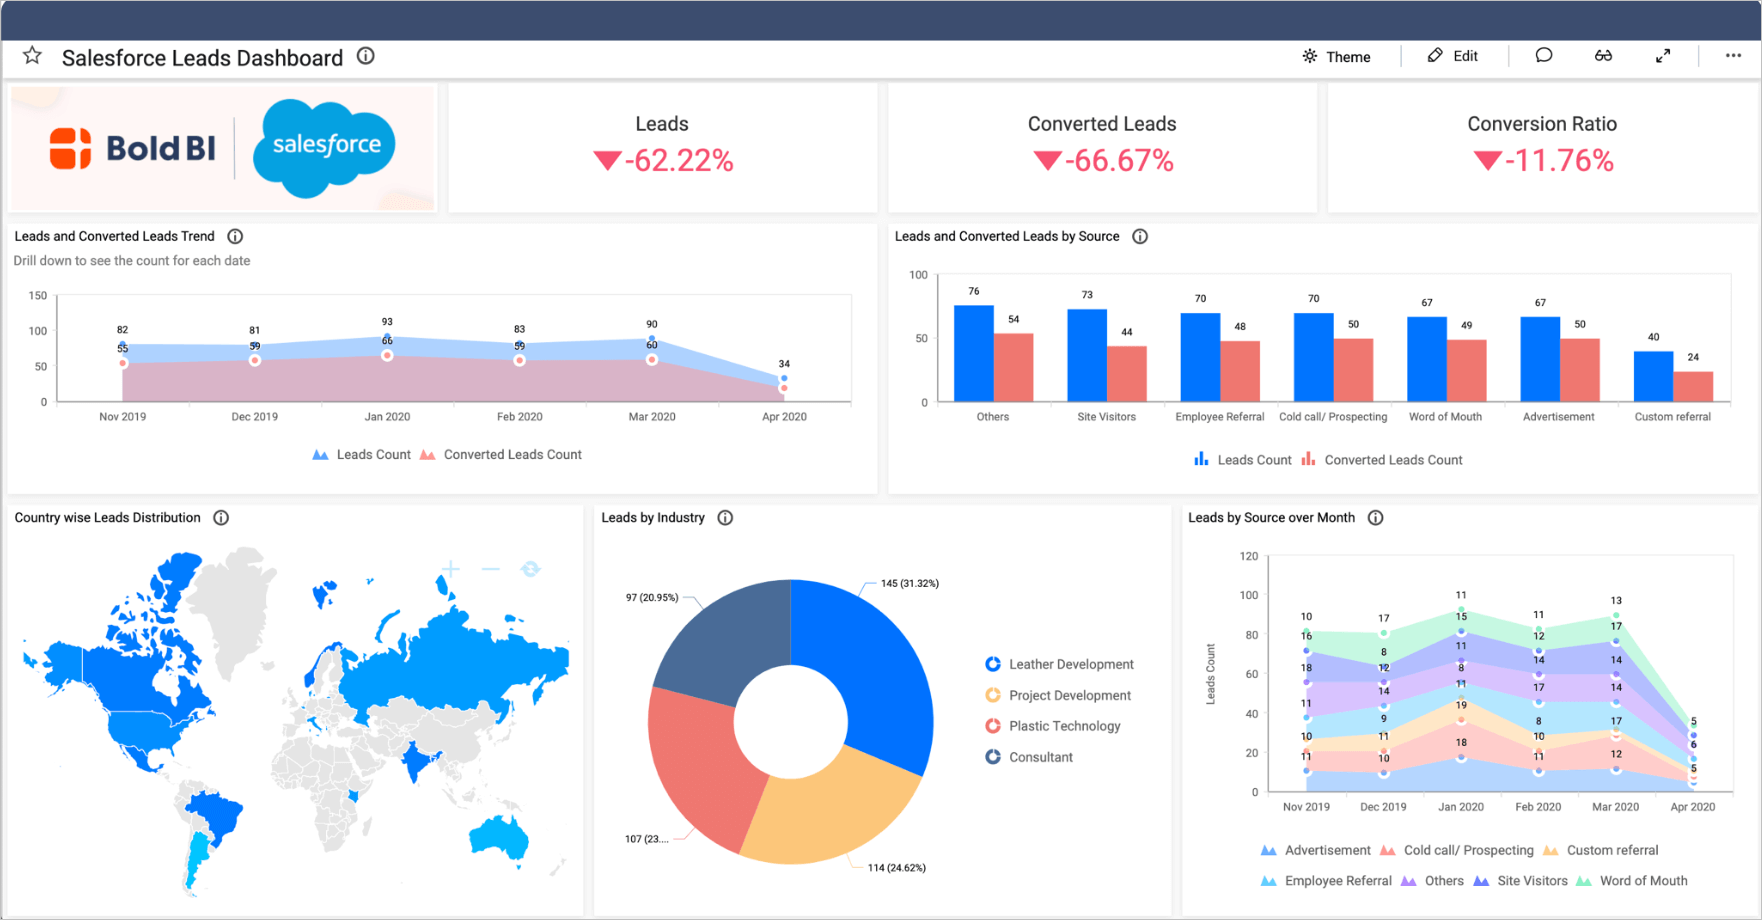 Salesforce Leads Dashboard
Theme
Edit
Bold BI
salesforce
Leads
-62.22%
Converted Leads
-66.67%
Conversion Ratio
-11.76%
Leads and Converted Leads Trend
Drill down to see the count for each date
150
100
50
0
82 81 93 83 90 34
55 59 66 59 60
Nov 2019 Dec 2019 Jan 2020 Feb 2020 Mar 2020 Apr 2020
Leads Count Converted Leads Count
Leads and Converted Leads by Source
100
50
0
76 54 73 44 70 48 70 50 67 49 67 50 40 24
Others Site Visitors Employee Referral Cold call/ Prospecting Word of Mouth Advertisement Custom referral
Leads Count Converted Leads Count
Country wise Leads Distribution
Leads by Industry
145 (31.32%)
97 (20.95%)
107 (23....
114 (24.62%)
Leather Development
Project Development
Plastic Technology
Consultant
Leads by Source over Month
Leads Count
120
100
80
60
40
20
0
10 17 11 11 13 5
16 8 15 12 17 6
18 12 11 14 14 5
11 14 8 17 14
10 9 11 8 17
11 11 19 10 12
10 18 11
Nov 2019 Dec 2019 Jan 2020 Feb 2020 Mar 2020 Apr 2020
Advertisement Cold call/ Prospecting Custom referral
Employee Referral Others Site Visitors Word of Mouth